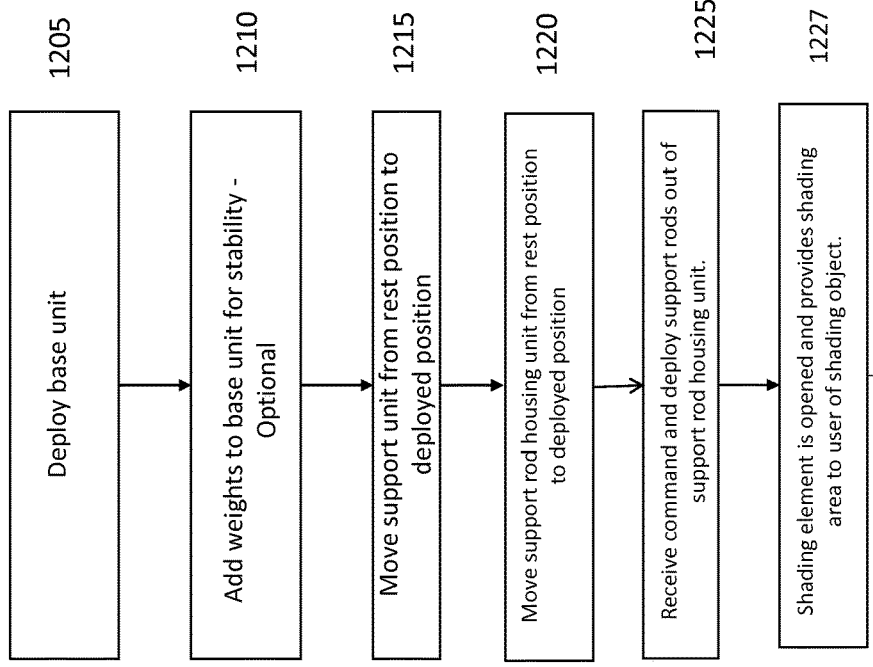 Deploy base unit
1205
Add weights to base unit for stability -
Optional
1210
Move support unit from rest position to
deployed position
1215
Move support rod housing unit from rest position
to deployed position
1220
Receive command and deploy support rods out of
support rod housing unit.
1225
Shading element is opened and provides shading
area to user of shading object.
1227